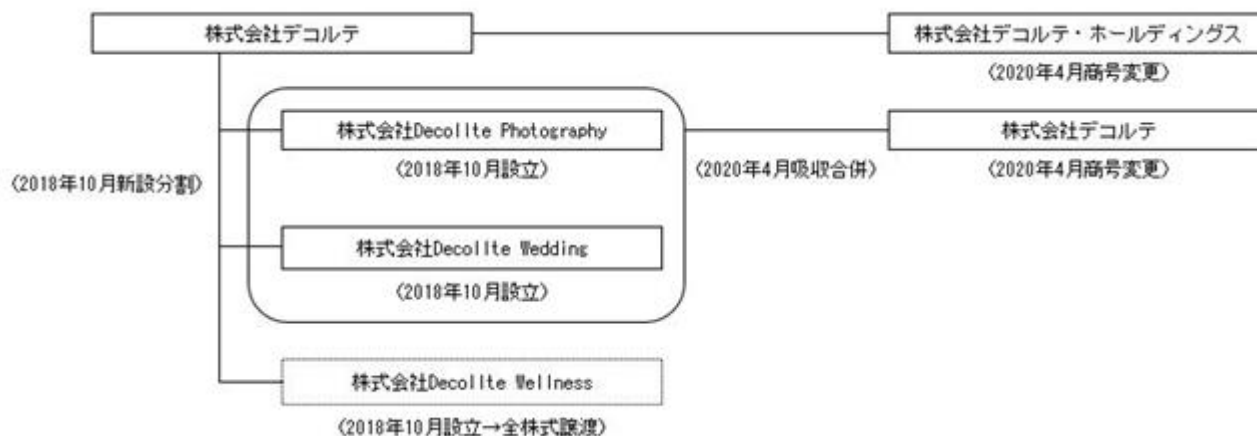 株式会社デコルテ
株式会社デコルテ・ホールディングス
〈2020年4月商号変更〉
株式会社Decollte Photography
株式会社デコルテ
〈2018年10月新設分割〉
〈2018年10月設立〉
〈2020年4月吸収合併〉
〈2020年4月商号変更〉
株式会社Decollte Wedding
〈2018年10月設立〉
株式会社Decollte Wellness
〈2018年10月設立→全株式譲渡〉